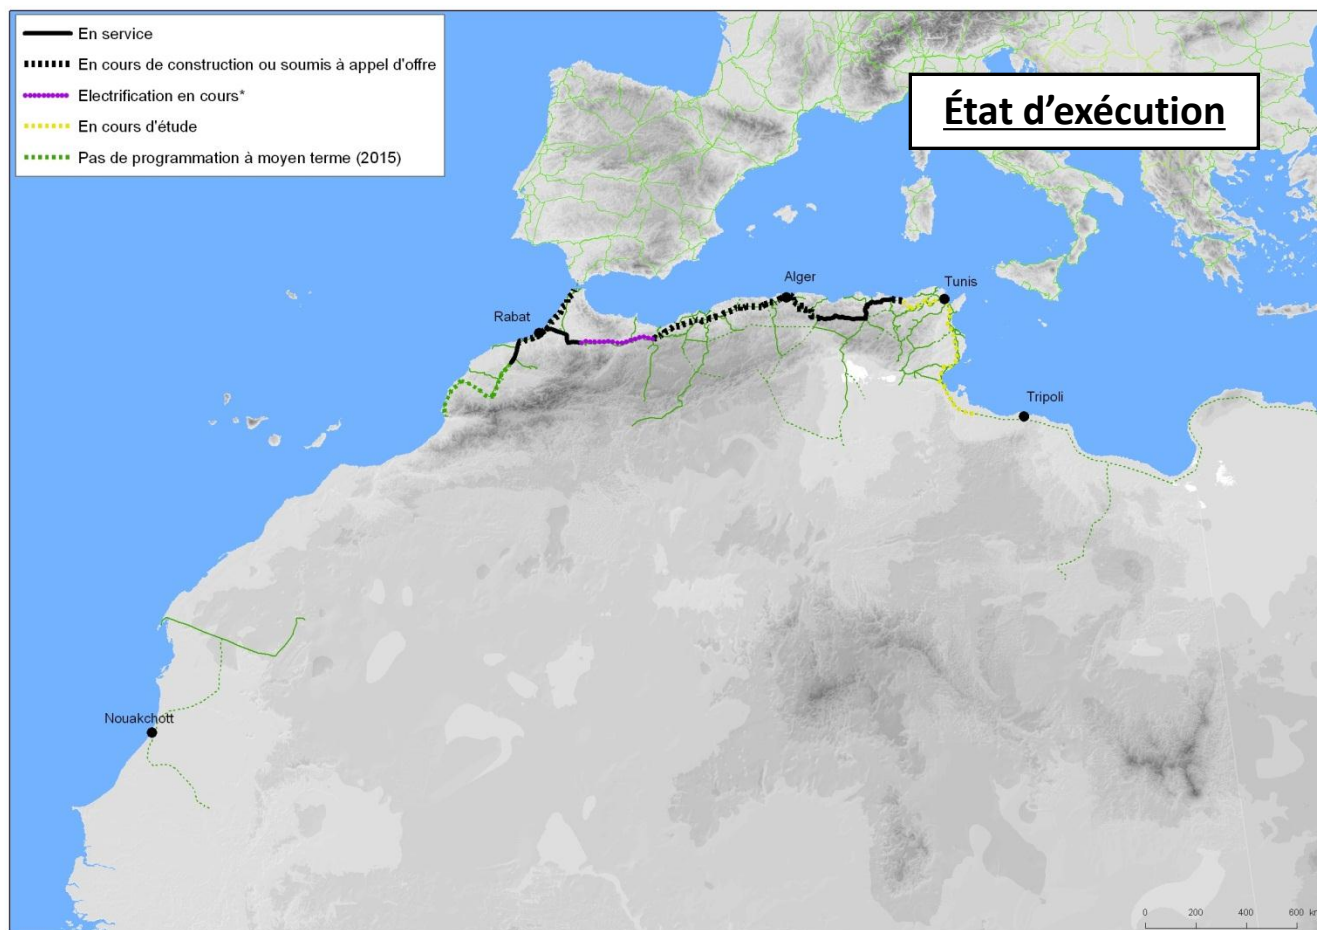 En service
En cours de construction ou soumis à appel d'offre
Electrification en cours*
En cours d'étude
Pas de programmation à moyen terme (2015)
État d’exécution
Alger
Tunis
Rabat
Tripoli
Nouakchott
0 200 400 600 km